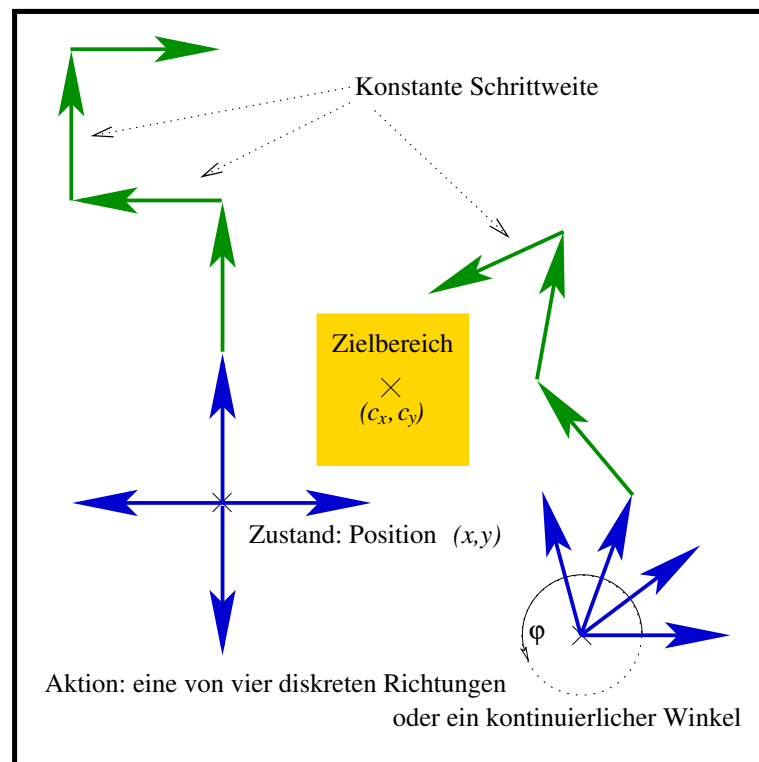 Konstante Schrittweite
Zielbereich
(c_x, c_y)
Zustand: Position (x,y)
φ
Aktion: eine von vier diskreten Richtungen
oder ein kontinuierlicher Winkel